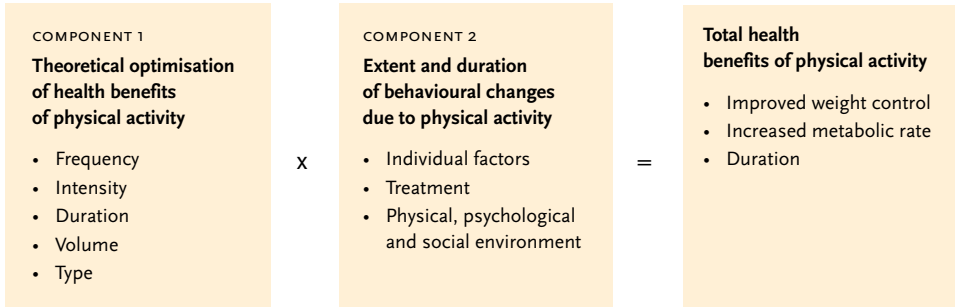 COMPONENT 1
Theoretical optimisation
of health benefits
of physical activity
• Frequency
• Intensity
• Duration
• Volume
• Type
x
COMPONENT 2
Extent and duration
of behavioural changes
due to physical activity
• Individual factors
• Treatment
• Physical, psychological
and social environment
=
Total health
benefits of physical activity
• Improved weight control
• Increased metabolic rate
• Duration